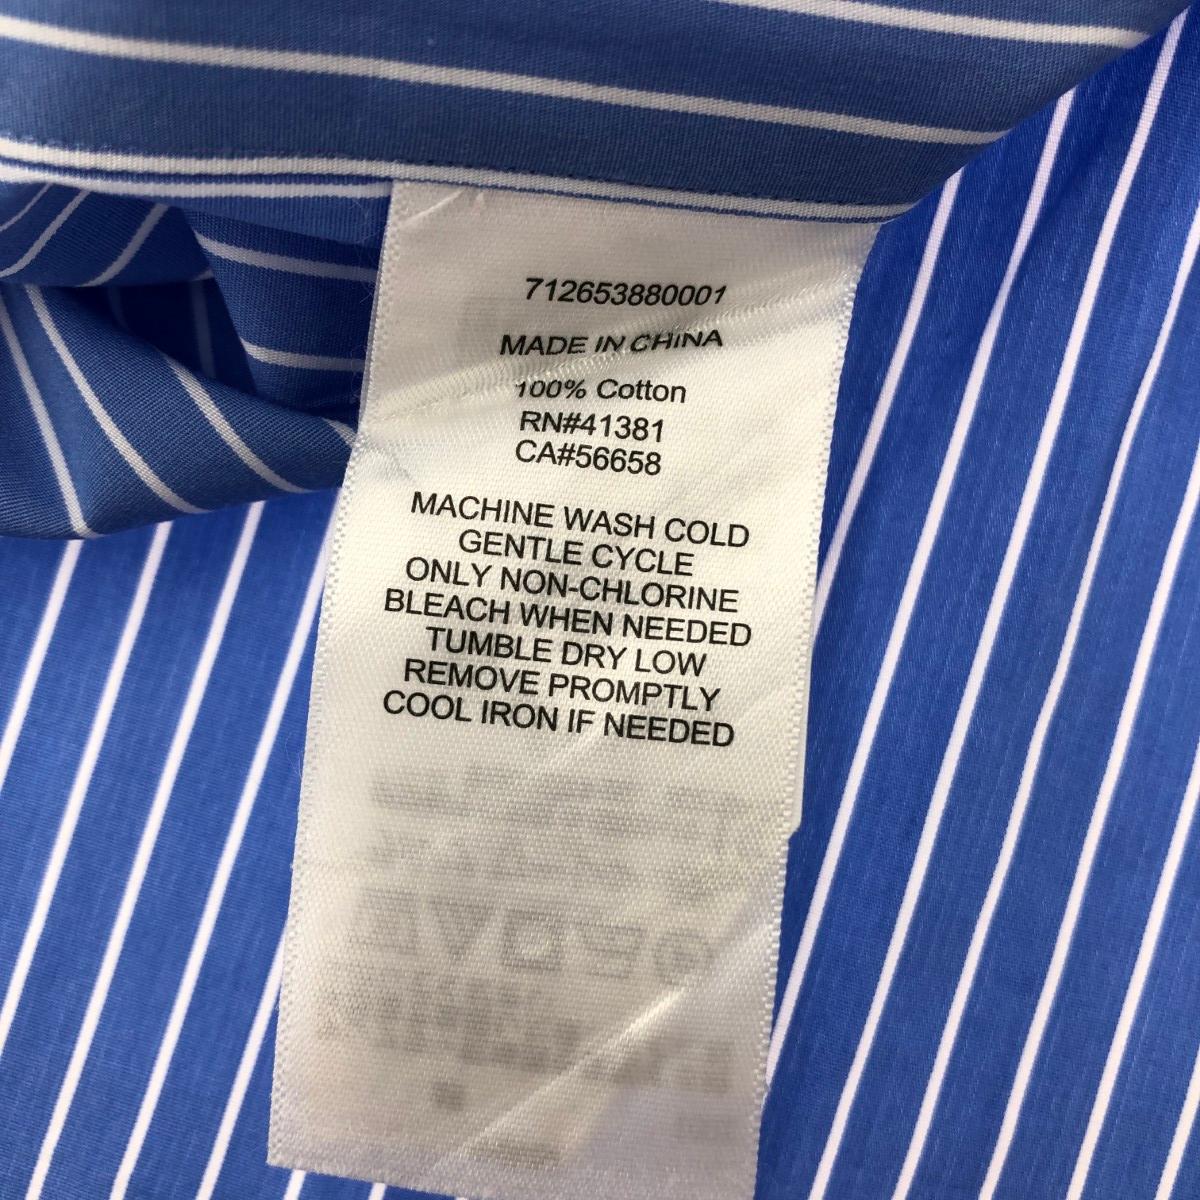 712653880001
MADE IN CHINA
100% Cotton
RN#41381
CA#56658
MACHINE WASH COLD
GENTLE CYCLE
ONLY NON-CHLORINE
BLEACH WHEN NEEDED
TUMBLE DRY LOW
REMOVE PROMPTLY
COOL IRON IF NEEDED